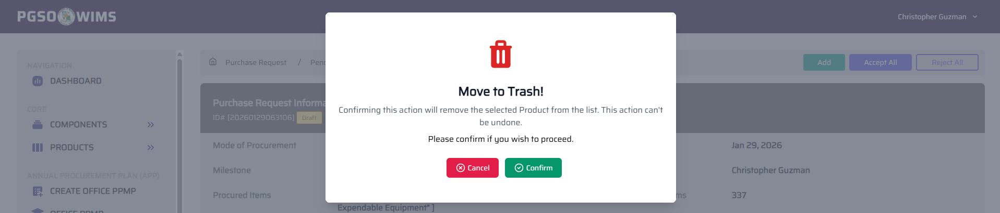 PGSO WIMS
Christopher Guzman
NAVIGATION
DASHBOARD
CORE
COMPONENTS
PRODUCTS
ANNUAL PROCUREMENT PLAN (APP)
CREATE OFFICE PPMP
OFFICE PPMP
Purchase Request / Pen
Add
Accept All
Reject All
Purchase Request Informa
ID# [20260129063106] Draft
Mode of Procurement
Jan 29, 2026
Milestone
Christopher Guzman
Procured Items
ms
337
Expendable Equipment" ]
Move to Trash!
Confirming this action will remove the selected Product from the list. This action can't
be undone.
Please confirm if you wish to proceed.
Cancel
Confirm